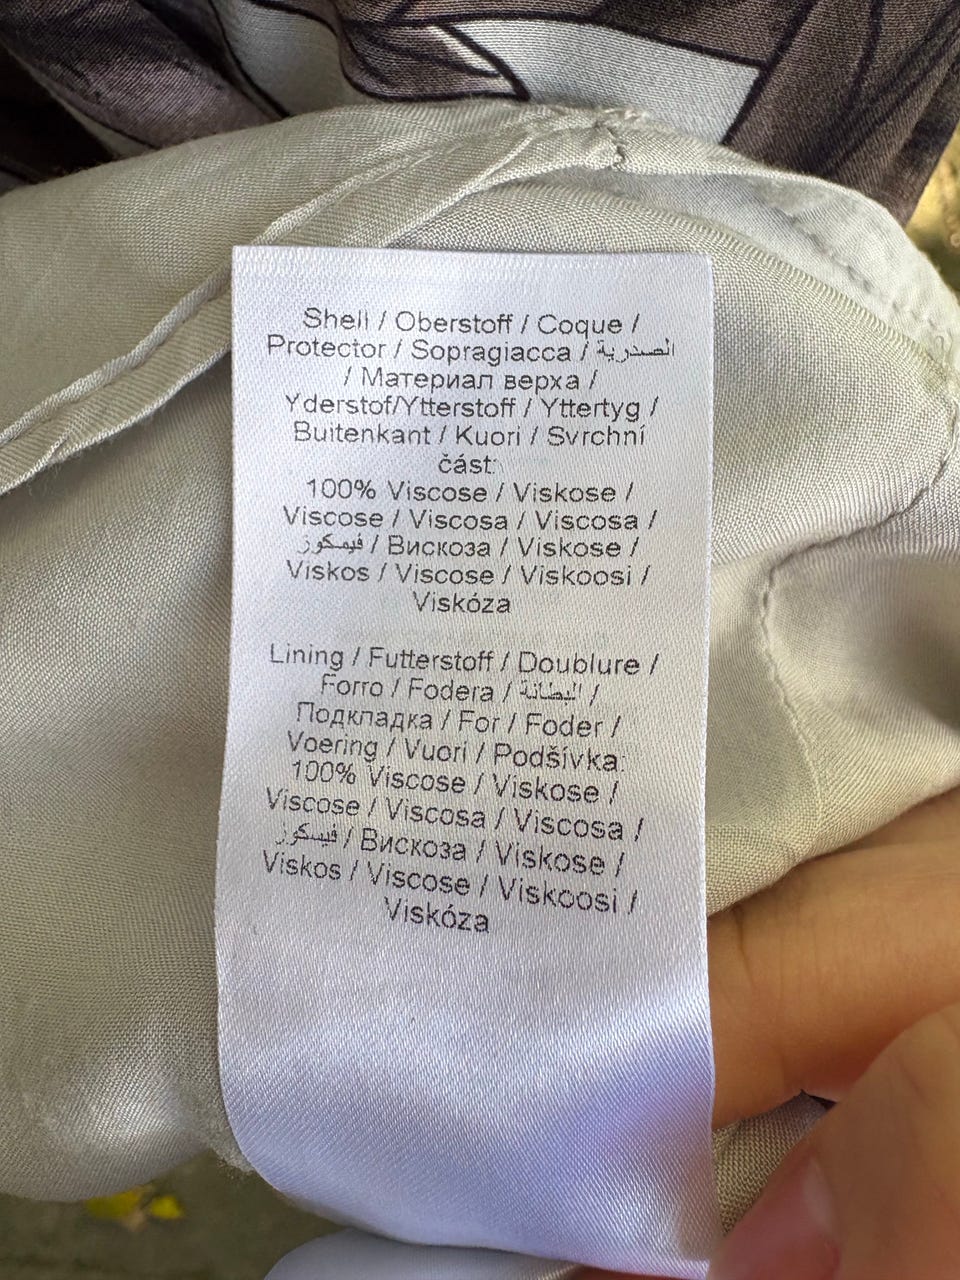 Shell / Oberstoff / Coque /
Protector / Sopragiacca / الصدرية
/ Материал верха /
Yderstof/Ytterstoff / Yttertyg /
Buitenkant / Kuori / Svrchní
část:
100% Viscose / Viskose /
Viscose / Viscosa / Viscosa /
فيسكوز / Вискоза / Viskose /
Viskos / Viscose / Viskoosi /
Viskóza
Lining / Futterstoff / Doublure /
Forro / Fodera / البطانة /
Подкладка / For / Foder /
Voering / Vuori / Podšívka:
100% Viscose / Viskose /
Viscose / Viscosa / Viscosa /
فيسكوز / Вискоза / Viskose /
Viskos / Viscose / Viskoosi /
Viskóza